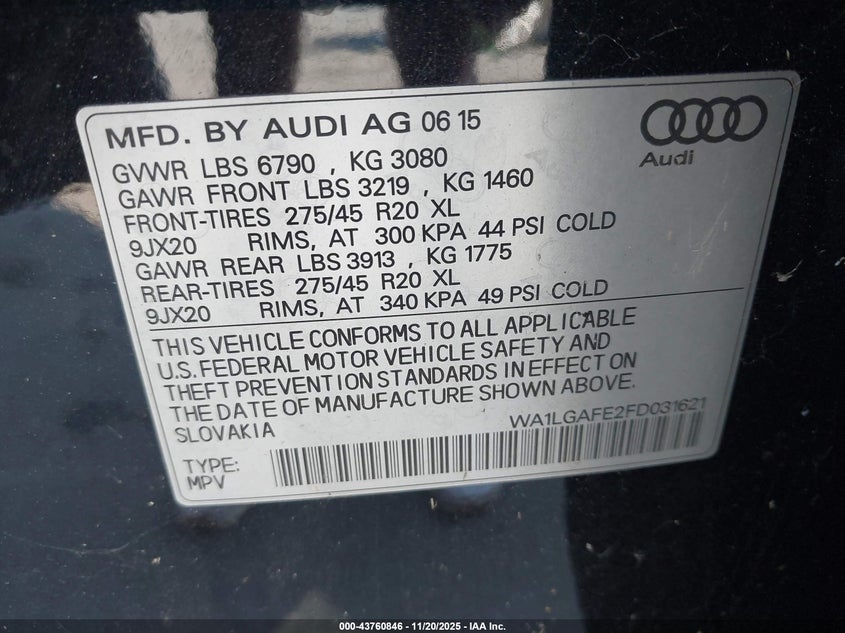 MFD. BY AUDI AG 06 15
Audi
GVWR LBS 6790 , KG 3080
GAWR FRONT LBS 3219 , KG 1460
FRONT-TIRES 275/45 R20 XL
9JX20 RIMS, AT 300 KPA 44 PSI COLD
GAWR REAR LBS 3913 , KG 1775
REAR-TIRES 275/45 R20 XL
9JX20 RIMS, AT 340 KPA 49 PSI COLD
THIS VEHICLE CONFORMS TO ALL APPLICABLE
U.S. FEDERAL MOTOR VEHICLE SAFETY AND
THEFT PREVENTION STANDARDS IN EFFECT ON
THE DATE OF MANUFACTURE SHOWN ABOVE.
SLOVAKIA
WA1LGAFE2FD031621
TYPE:
MPV
000-43760846 - 11/20/2025 - IAA Inc.